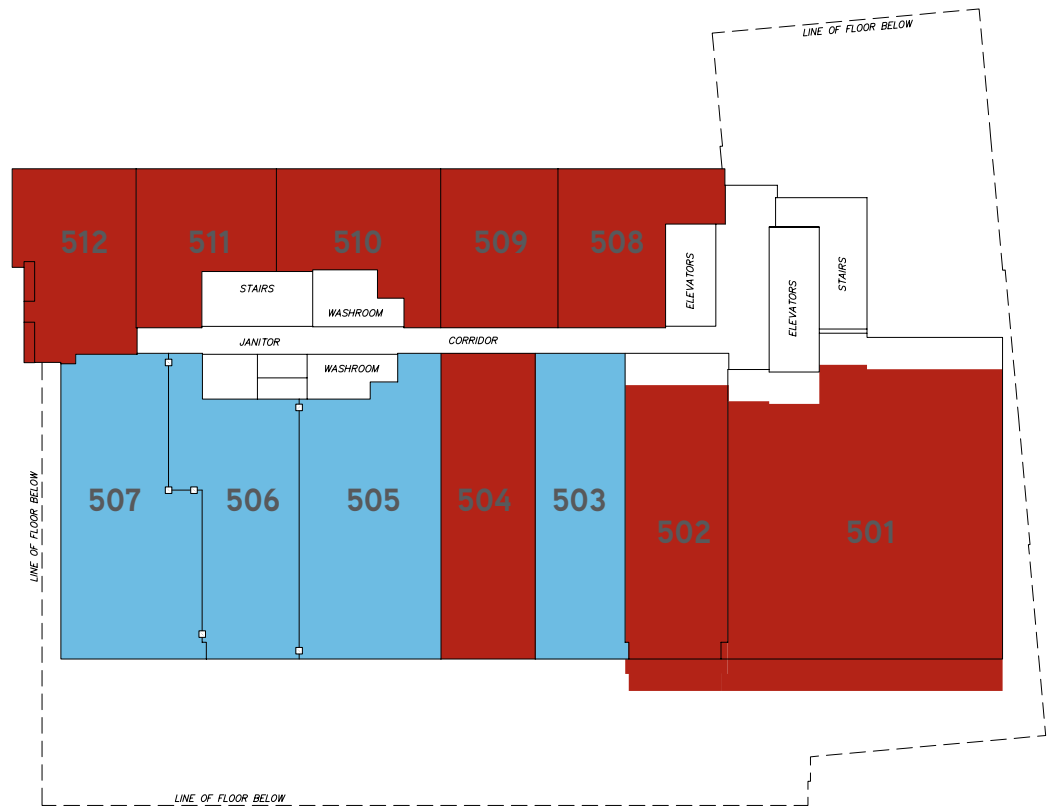 LINE OF FLOOR BELOW
512
511
510
509
508
STAIRS
WASHROOM
ELEVATORS
ELEVATORS
STAIRS
JANITOR
CORRIDOR
WASHROOM
507
506
505
504
503
502
501
LINE OF FLOOR BELOW
LINE OF FLOOR BELOW